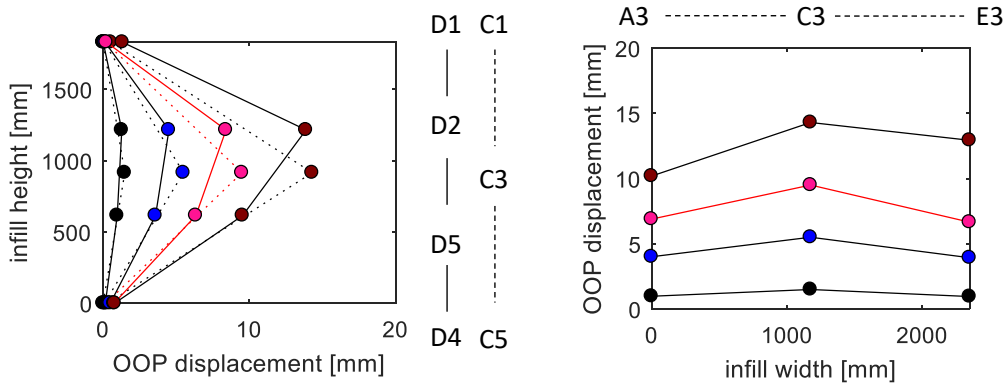 D1 C1
1500
1000
500
0
D2
C3
D5
D4 C5
0 10 20
infill height [mm]
OOP displacement [mm]
A3 C3 E3
20
15
10
5
0
0 1000 2000
OOP displacement [mm]
infill width [mm]